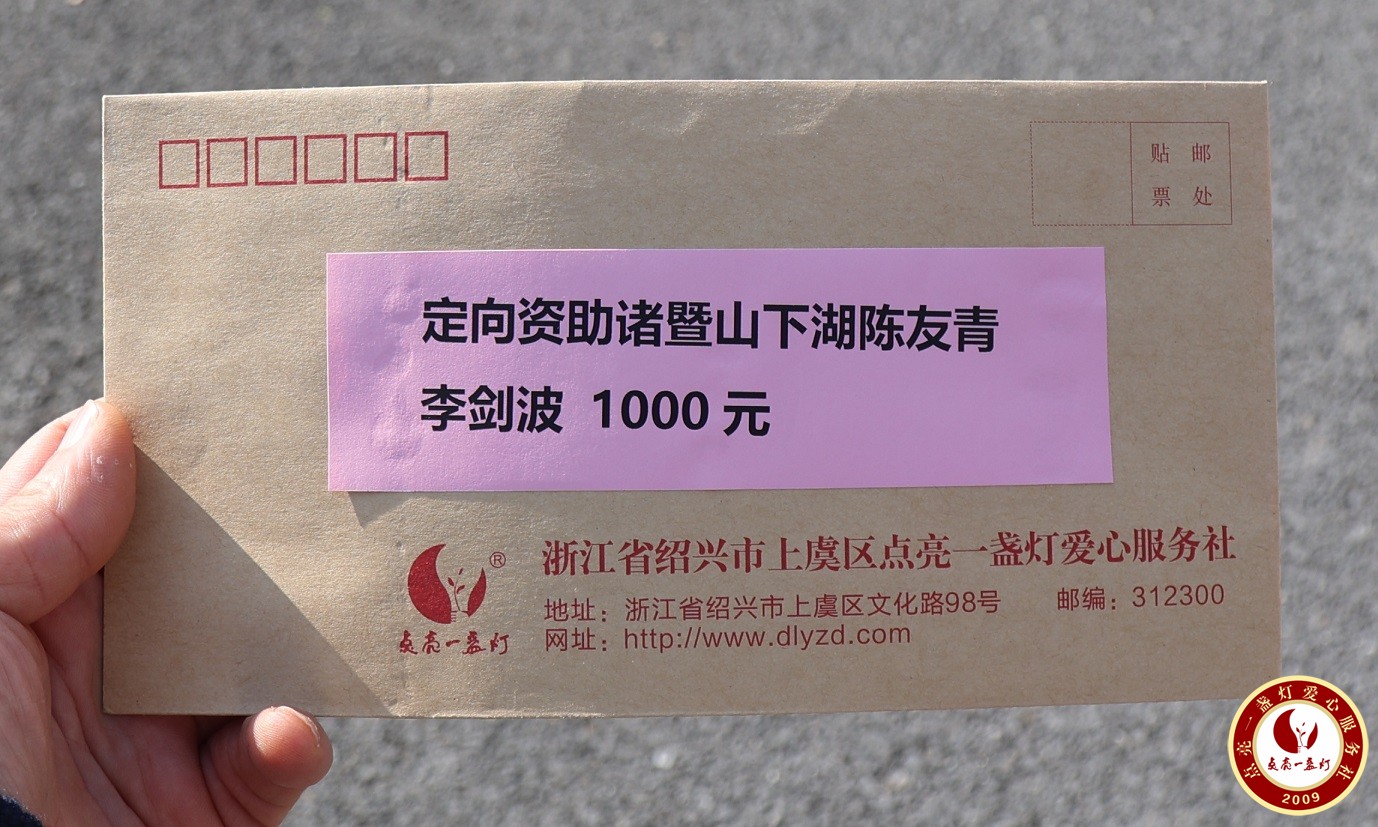 贴 邮
票 处
定向资助诸暨山下湖陈友青
李剑波 1000 元
浙江省绍兴市上虞区点亮一盏灯爱心服务社
地址：浙江省绍兴市上虞区文化路98号 邮编：312300
网址：http://www.dlyzd.com
®
点亮一盏灯
点亮一盏灯爱心服务社
点亮一盏灯
2009